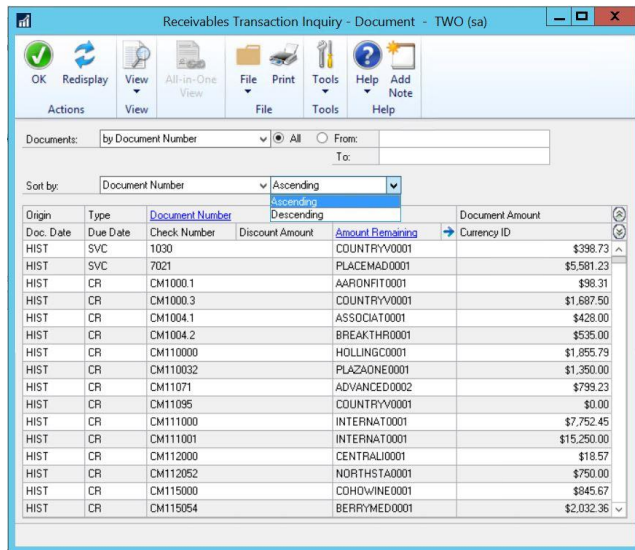 Receivables Transaction Inquiry - Document - TWO (sa)
OK Redisplay View All-in-One View File Print Tools Help Add Note
Actions View File Tools Help
Documents: by Document Number All From:
To:
Sort by: Document Number Ascending
Ascending
Descending
Origin Type Document Number Document Amount
Doc. Date Due Date Check Number Discount Amount Amount Remaining Currency ID
HIST SVC 1030 COUNTRYV0001 $398.73
HIST SVC 7021 PLACEMAD0001 $5,581.23
HIST CR CM1000.1 AARONFIT0001 $98.31
HIST CR CM1000.3 COUNTRYV0001 $1,687.50
HIST CR CM1004.1 ASSOCIAT0001 $428.00
HIST CR CM1004.2 BREAKTHR0001 $535.00
HIST CR CM110000 HOLLINGC0001 $1,855.79
HIST CR CM110032 PLAZAONE0001 $1,350.00
HIST CR CM11071 ADVANCED0002 $799.23
HIST CR CM11095 COUNTRYV0001 $0.00
HIST CR CM111000 INTERNAT0001 $7,752.45
HIST CR CM111001 INTERNAT0001 $15,250.00
HIST CR CM112000 CENTRALI0001 $18.57
HIST CR CM112052 NORTHSTA0001 $750.00
HIST CR CM115000 COHOWINE0001 $845.67
HIST CR CM115054 BERRYMED0001 $2,032.36